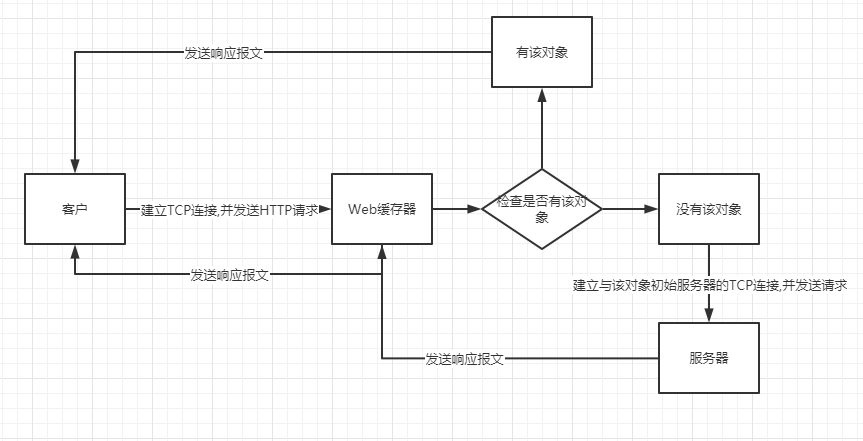 有该对象
发送响应报文
客户
建立TCP连接,并发送HTTP请求
Web缓存器
检查是否有该对
象
没有该对象
发送响应报文
建立与该对象初始服务器的TCP连接,并发送请求
服务器
发送响应报文